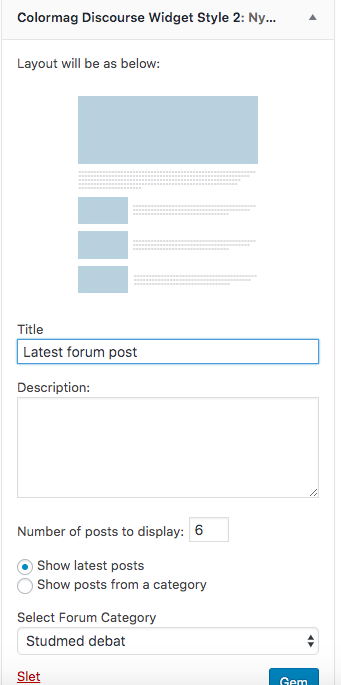 Colormag Discourse Widget Style 2: Ny...
Layout will be as below:
Title
Latest forum post
Description:
Number of posts to display: 6
Show latest posts
Show posts from a category
Select Forum Category
Studmed debat
Slet
Gem